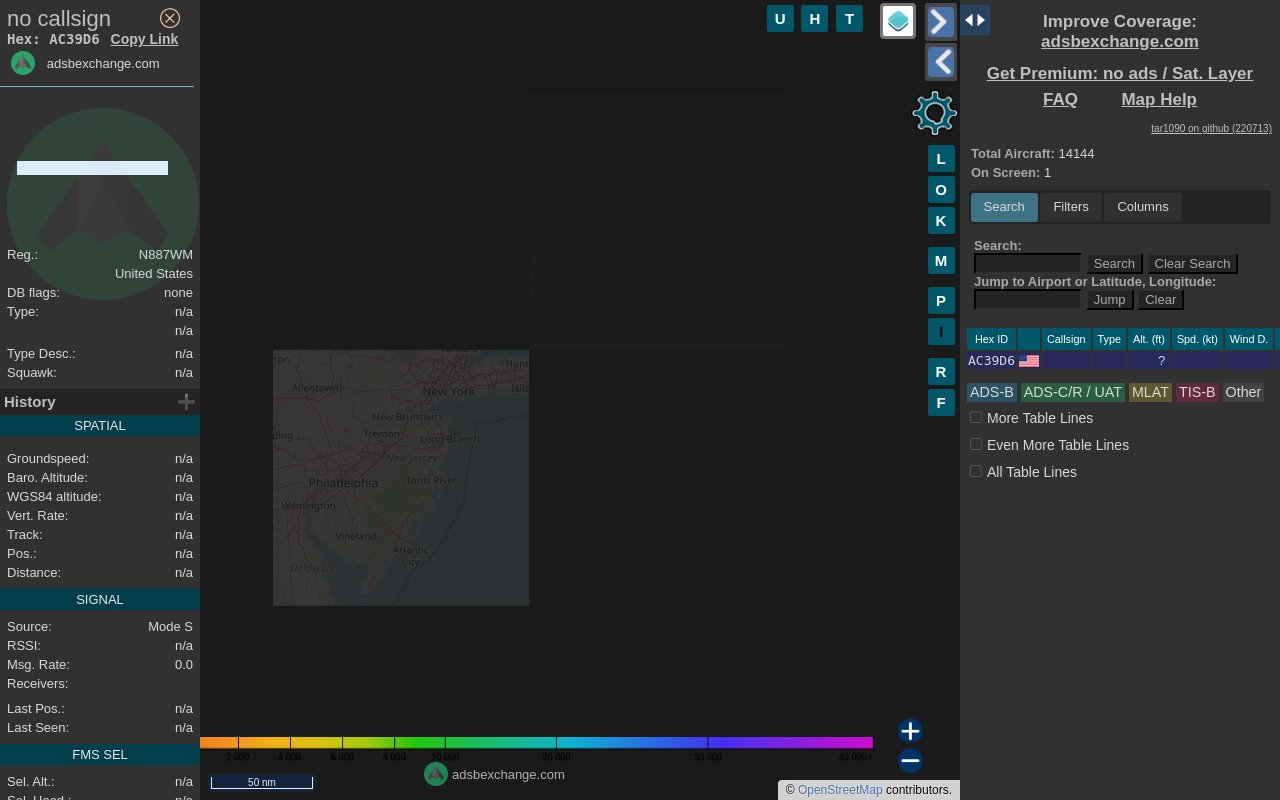 no callsign
Hex: AC39D6 Copy Link
adsbexchange.com
Reg.: N887WM
United States
DB flags: none
Type: n/a
n/a
Type Desc.: n/a
Squawk: n/a
History
SPATIAL
Groundspeed: n/a
Baro. Altitude: n/a
WGS84 altitude: n/a
Vert. Rate: n/a
Track: n/a
Pos.: n/a
Distance: n/a
SIGNAL
Source: Mode S
RSSI: n/a
Msg. Rate: 0.0
Receivers:
Last Pos.: n/a
Last Seen: n/a
FMS SEL
Sel. Alt.: n/a
Sel. Head.: n/a
U H T
L
O
K
M
P
I
R
F
Allentown
New York
New Brunswick
Trenton
Long Branch
New Jersey
Philadelphia
Toms River
Wilmington
Vineland
Atlantic
City
Delaware
2 000 4 000 6 000 8 000 10 000 20 000 30 000 40 000+
adsbexchange.com
50 nm
© OpenStreetMap contributors.
Improve Coverage:
adsbexchange.com
Get Premium: no ads / Sat. Layer
FAQ Map Help
tar1090 on github (220713)
Total Aircraft: 14144
On Screen: 1
Search Filters Columns
Search:
Search Clear Search
Jump to Airport or Latitude, Longitude:
Jump Clear
Hex ID Callsign Type Alt. (ft) Spd. (kt) Wind D.
AC39D6 ?
ADS-B ADS-C/R / UAT MLAT TIS-B Other
More Table Lines
Even More Table Lines
All Table Lines